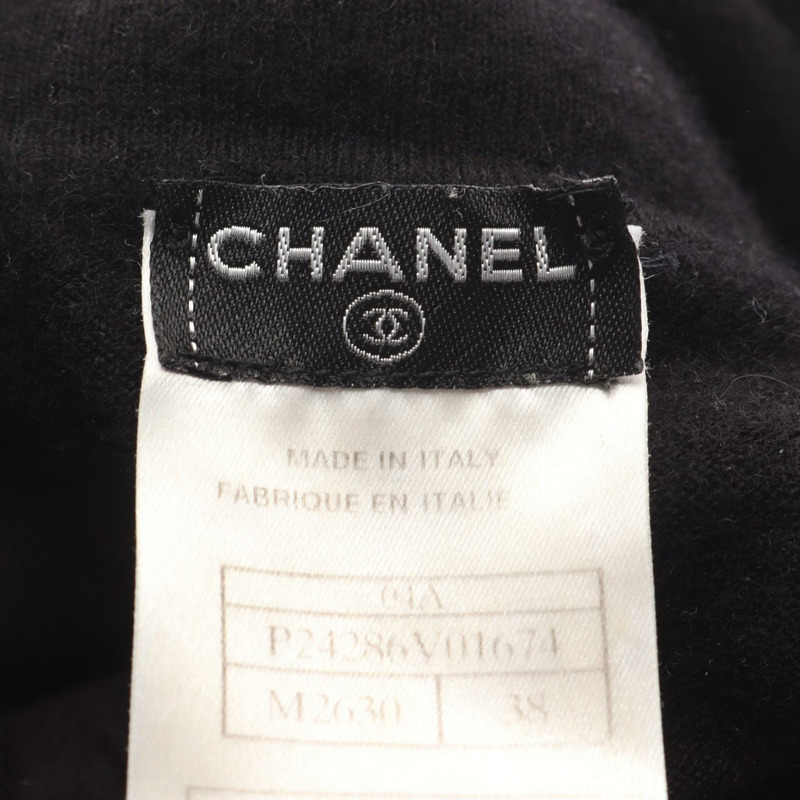 CHANEL
MADE IN ITALY
FABRIQUE EN ITALIE
04A
P24286V01674
M2630 38